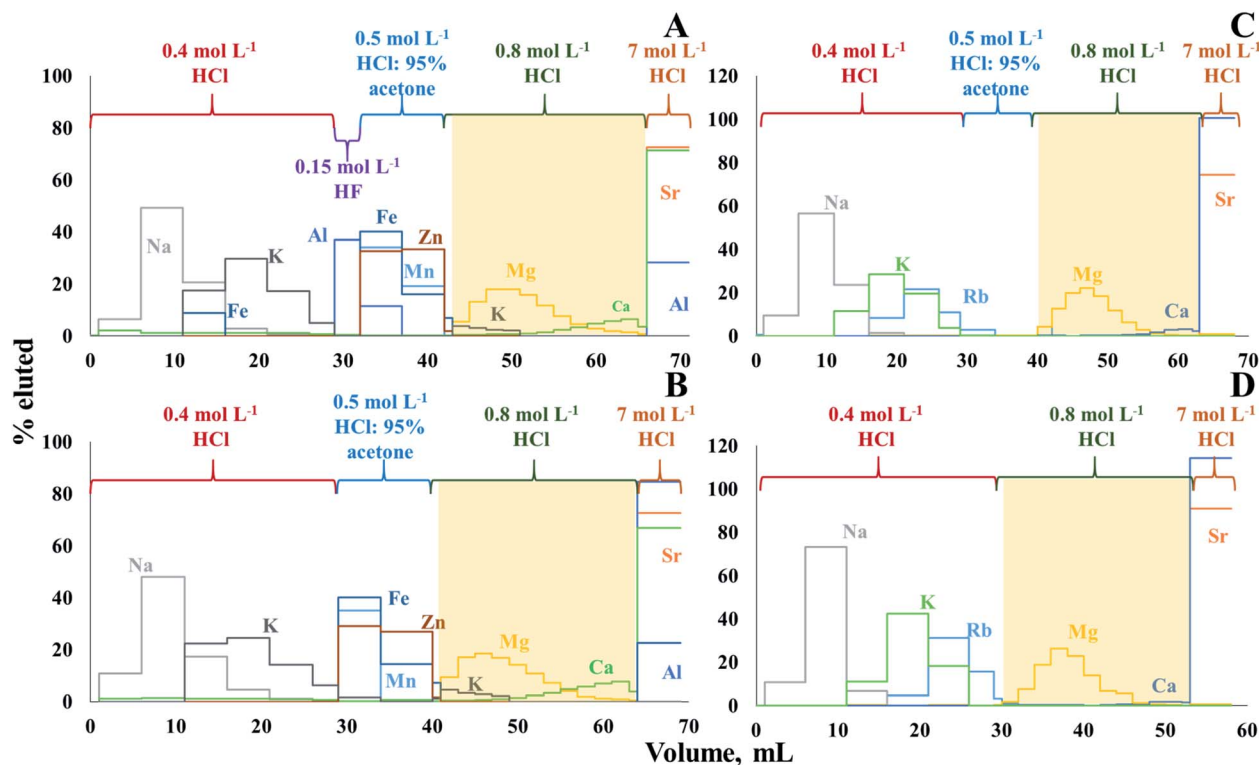 A
0.4 mol L⁻¹
HCl
0.5 mol L⁻¹
HCl: 95%
acetone
0.8 mol L⁻¹
HCl
7 mol L⁻¹
HCl
0.15 mol L⁻¹
HF
100
80
60
40
20
0
Na
Fe
K
Al
Fe
Mn
Zn
Mg
K
Ca
Sr
Al
0 10 20 30 40 50 60 70
C
0.4 mol L⁻¹
HCl
0.5 mol L⁻¹
HCl: 95%
acetone
0.8 mol L⁻¹
HCl
7 mol L⁻¹
HCl
120
100
80
60
40
20
0
Na
K
Rb
Mg
Ca
Sr
0 10 20 30 40 50 60 70
B
0.4 mol L⁻¹
HCl
0.5 mol L⁻¹
HCl: 95%
acetone
0.8 mol L⁻¹
HCl
7 mol L⁻¹
HCl
100
80
60
40
20
0
Na
K
Fe
Mn
Zn
Mg
K
Ca
Sr
Al
0 10 20 30 40 50 60 70
D
0.4 mol L⁻¹
HCl
0.8 mol L⁻¹
HCl
7 mol L⁻¹
HCl
120
100
80
60
40
20
0
Na
K
Rb
Mg
Ca
Sr
0 10 20 30 40 50 60
% eluted
Volume, mL